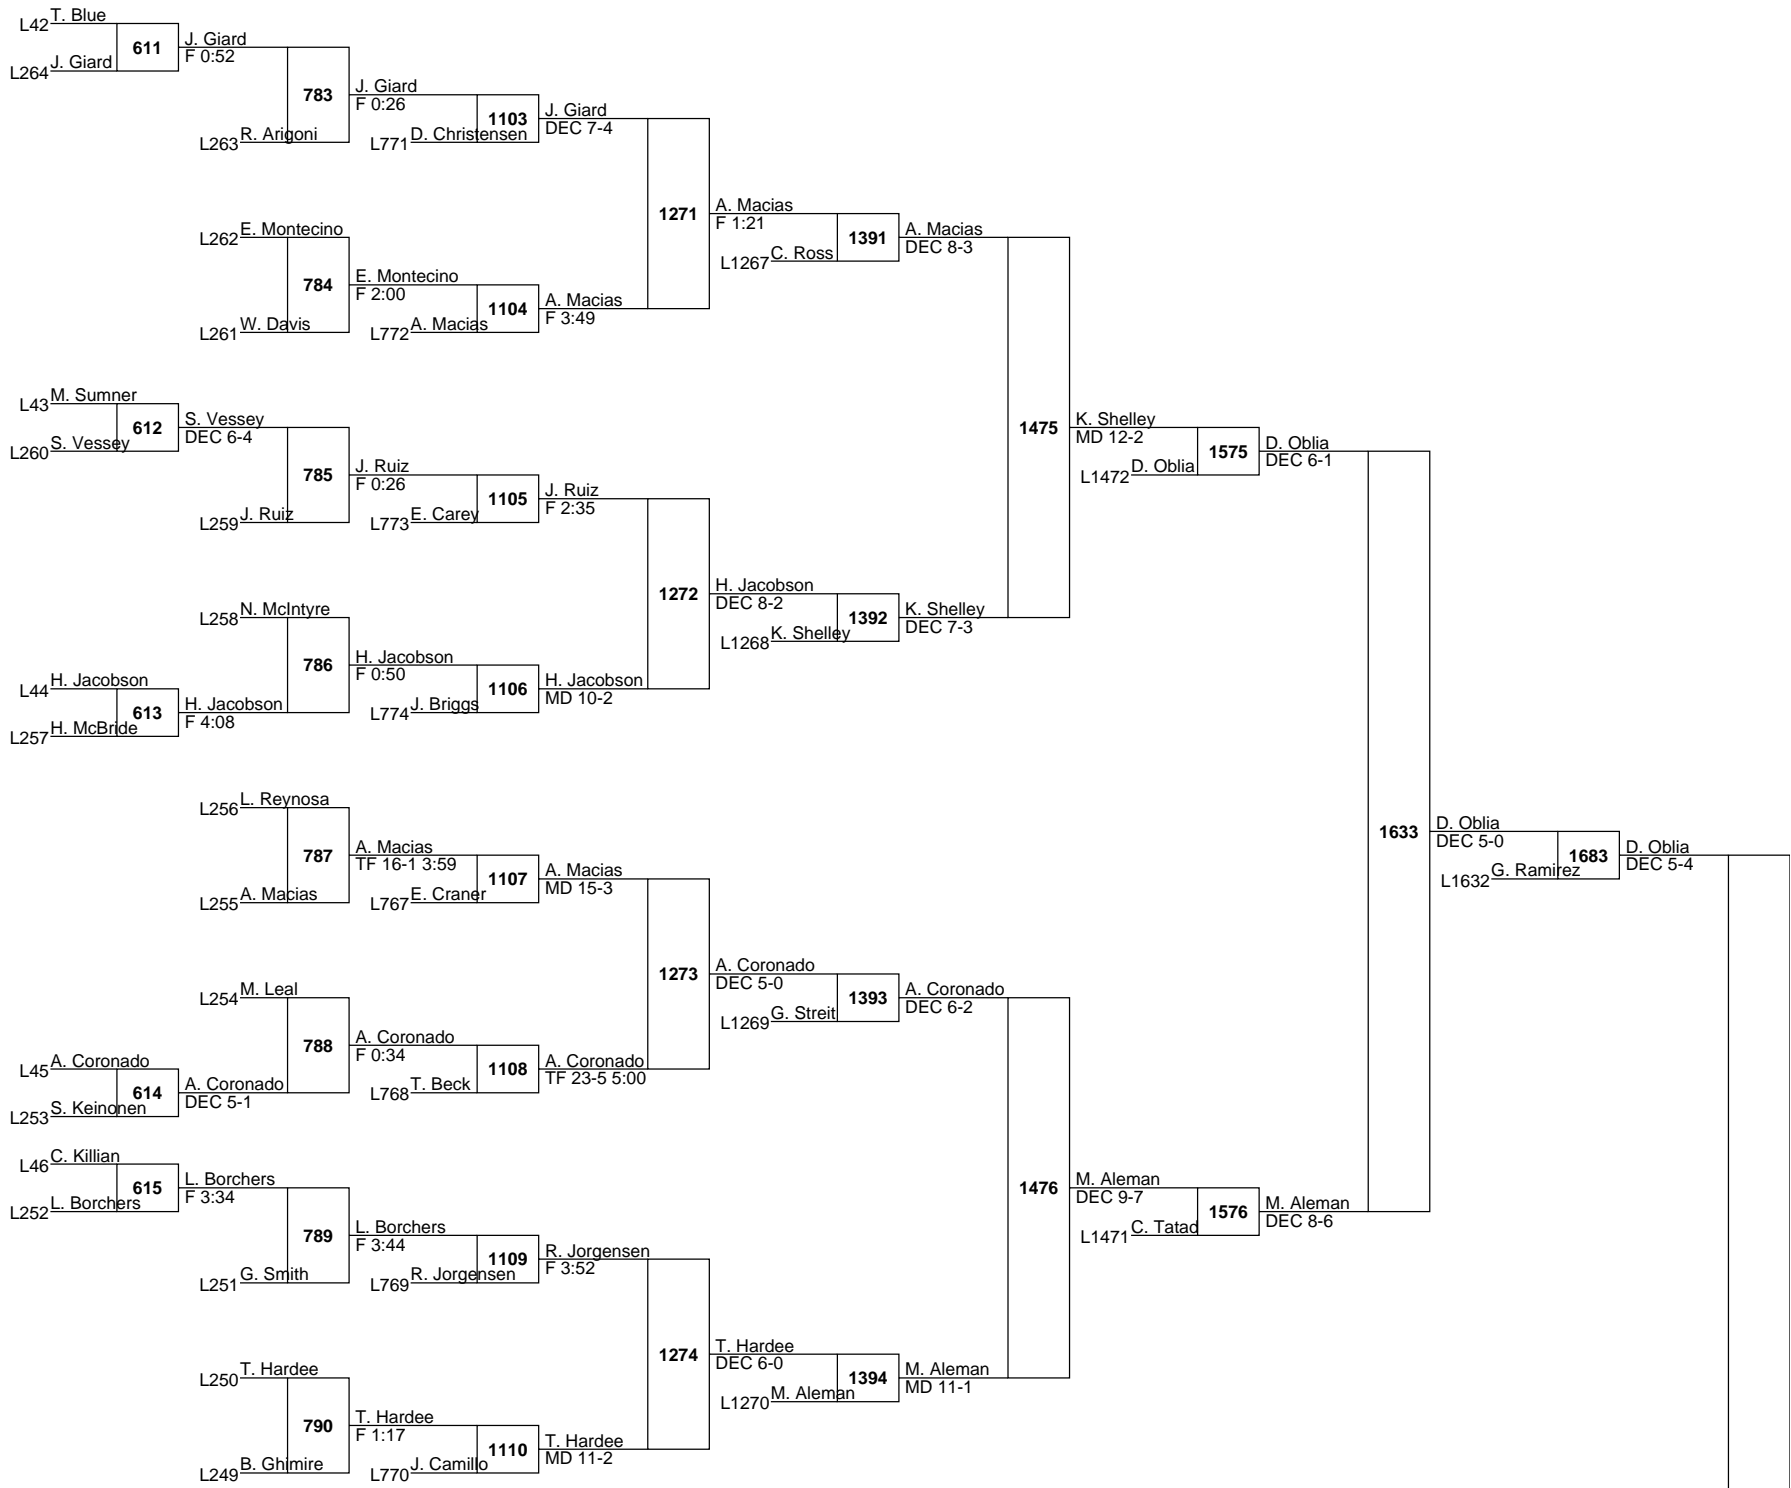 L42 T. Blue
611
J. Giard
F 0:52
L264 J. Giard
783
J. Giard
F 0:26
L263 R. Arigoni
L771 D. Christensen
1103
J. Giard
DEC 7-4
1271
A. Macias
F 1:21
L262 E. Montecino
784
E. Montecino
F 2:00
L261 W. Davis
L772 A. Macias
1104
A. Macias
F 3:49
L1267 C. Ross
1391
A. Macias
DEC 8-3
L43 M. Sumner
612
S. Vessey
DEC 6-4
L260 S. Vessey
785
J. Ruiz
F 0:26
L259 J. Ruiz
L773 E. Carey
1105
J. Ruiz
F 2:35
1475
K. Shelley
MD 12-2
L1472 D. Oblia
1575
D. Oblia
DEC 6-1
1272
H. Jacobson
DEC 8-2
L1268 K. Shelley
1392
K. Shelley
DEC 7-3
L258 N. McIntyre
786
H. Jacobson
F 0:50
L44 H. Jacobson
613
H. Jacobson
F 4:08
L257 H. McBride
L774 J. Briggs
1106
H. Jacobson
MD 10-2
L256 L. Reynosa
787
A. Macias
TF 16-1 3:59
L255 A. Macias
L767 E. Craner
1107
A. Macias
MD 15-3
1633
D. Oblia
DEC 5-0
L1632 G. Ramirez
1683
D. Oblia
DEC 5-4
1273
A. Coronado
DEC 5-0
L1269 G. Streit
1393
A. Coronado
DEC 6-2
L254 M. Leal
788
A. Coronado
F 0:34
L45 A. Coronado
614
A. Coronado
DEC 5-1
L253 S. Keinonen
L768 T. Beck
1108
A. Coronado
TF 23-5 5:00
L46 C. Killian
615
L. Borchers
F 3:34
L252 L. Borchers
789
L. Borchers
F 3:44
L251 G. Smith
L769 R. Jorgensen
1109
R. Jorgensen
F 3:52
1476
M. Aleman
DEC 9-7
L1471 C. Tatad
1576
M. Aleman
DEC 8-6
1274
T. Hardee
DEC 6-0
L1270 M. Aleman
1394
M. Aleman
MD 11-1
L250 T. Hardee
790
T. Hardee
F 1:17
L249 B. Ghimire
L770 J. Camillo
1110
T. Hardee
MD 11-2